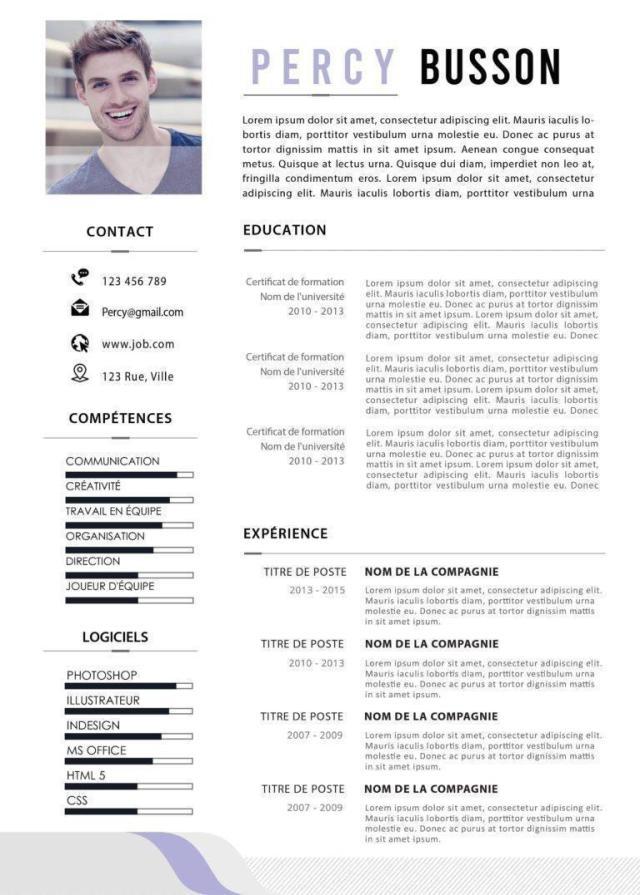 PERCY BUSSON
Lorem ipsum dolor sit amet, consectetur adipiscing elit. Mauris iaculis lo-
bortis diam, porttitor vestibulum urna molestie eu. Donec ac purus at
tortor dignissim mattis in sit amet ipsum. Aenean congue consequat
metus. Quisque at lectus urna. Quisque dui diam, imperdiet non leo at,
fringilla condimentum eros. Lorem ipsum dolor sit amet, consectetur
adipiscing elit. Mauris iaculis lobortis diam, porttitor vestibulum urna
CONTACT
123 456 789
Percy@gmail.com
www.job.com
123 Rue, Ville
COMPÉTENCES
COMMUNICATION
CRÉATIVITÉ
TRAVAIL EN ÉQUIPE
ORGANISATION
DIRECTION
JOUEUR D'ÉQUIPE
LOGICIELS
PHOTOSHOP
ILLUSTRATEUR
INDESIGN
MS OFFICE
HTML 5
CSS
EDUCATION
Certificat de formation
Nom de l'université
2010 - 2013
Lorem ipsum dolor sit amet, consectetur adipiscing
elit. Mauris iaculis lobortis diam, porttitor vestibulum
urna molestie eu. Donec ac purus at tortor dignissim
mattis in sit amet ipsum. Lorem ipsum dolor sit amet,
consectetur adipiscing elit. Mauris iaculis lobortis
diam, porttitor vestibulum urna molestie eu. Donec
Certificat de formation
Nom de l'université
2010 - 2013
Lorem ipsum dolor sit amet, consectetur adipiscing
elit. Mauris iaculis lobortis diam, porttitor vestibulum
urna molestie eu. Donec ac purus at tortor dignissim
mattis in sit amet ipsum. Lorem ipsum dolor sit amet,
consectetur adipiscing elit. Mauris iaculis lobortis
diam, porttitor vestibulum urna molestie eu. Donec
Certificat de formation
Nom de l'université
2010 - 2013
Lorem ipsum dolor sit amet, consectetur adipiscing
elit. Mauris iaculis lobortis diam, porttitor vestibulum
urna molestie eu. Donec ac purus at tortor dignissim
mattis in sit amet ipsum. Lorem ipsum dolor sit amet,
consectetur adipiscing elit. Mauris iaculis lobortis
diam, porttitor vestibulum urna molestie eu. Donec
EXPÉRIENCE
TITRE DE POSTE
2013 - 2015
NOM DE LA COMPAGNIE
Lorem ipsum dolor sit amet, consectetur adipiscing elit.
Mauris iaculis lobortis diam, porttitor vestibulum urna
molestie eu. Donec ac purus at tortor dignissim mattis
in sit amet ipsum.
TITRE DE POSTE
2010 - 2013
NOM DE LA COMPAGNIE
Lorem ipsum dolor sit amet, consectetur adipiscing elit.
Mauris iaculis lobortis diam, porttitor vestibulum urna
molestie eu. Donec ac purus at tortor dignissim mattis
in sit amet ipsum.
TITRE DE POSTE
2007 - 2009
NOM DE LA COMPAGNIE
Lorem ipsum dolor sit amet, consectetur adipiscing elit.
Mauris iaculis lobortis diam, porttitor vestibulum urna
molestie eu. Donec ac purus at tortor dignissim mattis
in sit amet ipsum.
TITRE DE POSTE
2007 - 2009
NOM DE LA COMPAGNIE
Lorem ipsum dolor sit amet, consectetur adipiscing elit.
Mauris iaculis lobortis diam, porttitor vestibulum urna
molestie eu. Donec ac purus at tortor dignissim mattis
in sit amet ipsum.